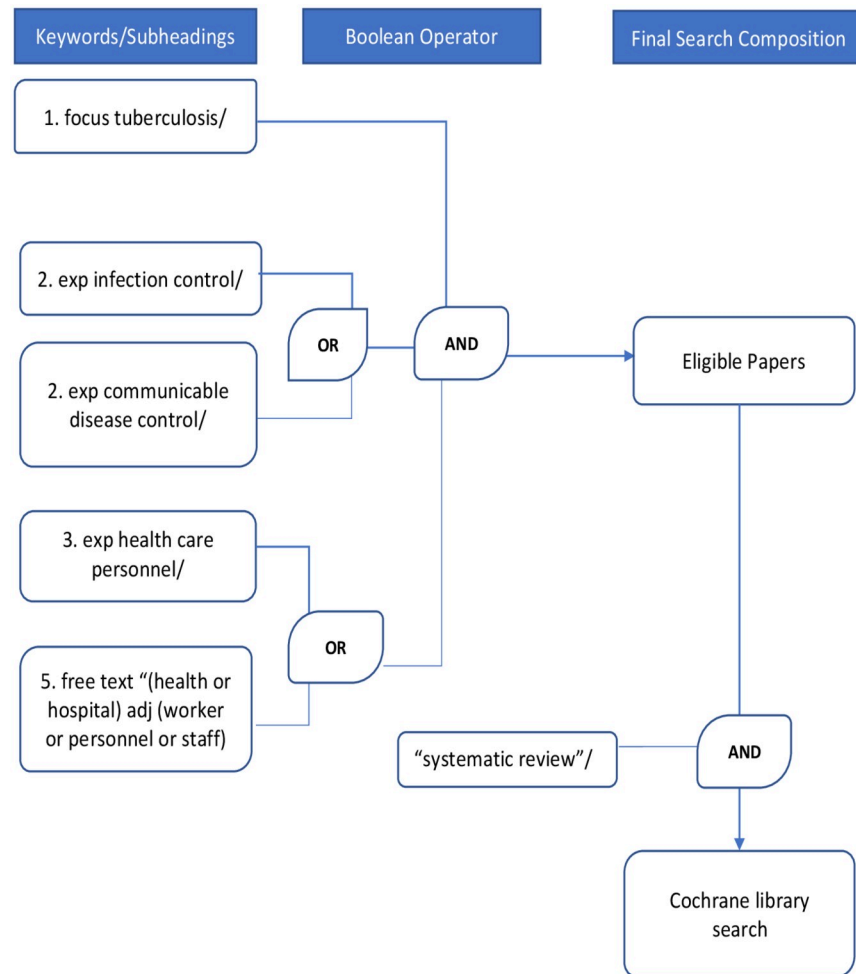 Keywords/Subheadings
Boolean Operator
Final Search Composition
1. focus tuberculosis/
2. exp infection control/
OR
AND
Eligible Papers
2. exp communicable
disease control/
3. exp health care
personnel/
OR
5. free text “(health or
hospital) adj (worker
or personnel or staff)
“systematic review”/
AND
Cochrane library
search